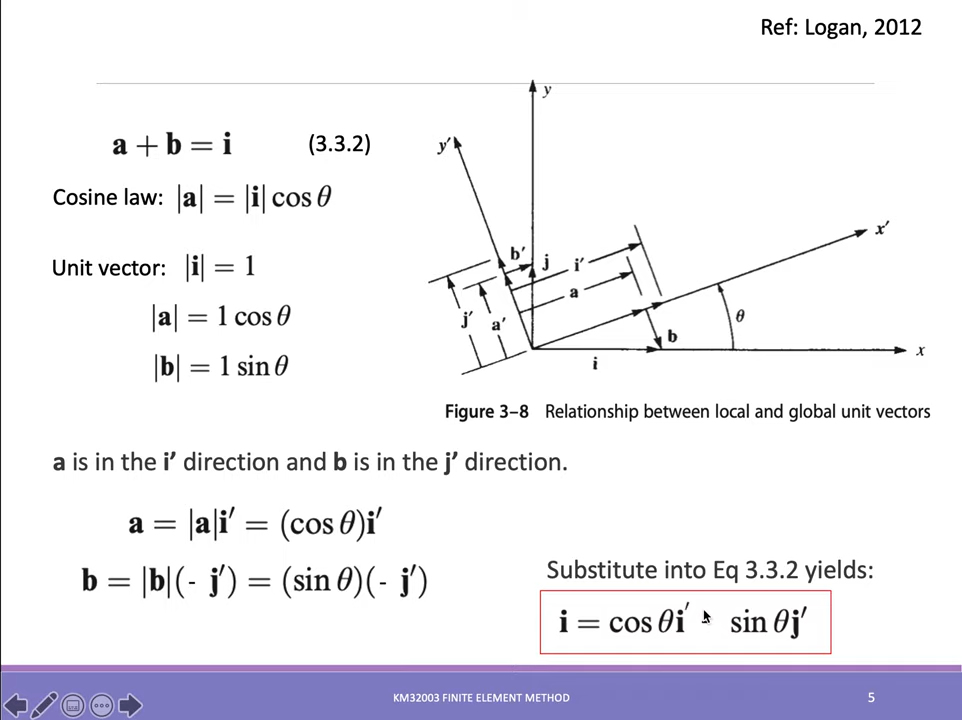 Ref: Logan, 2012
a + b = i (3.3.2)
Cosine law: |a| = |i| cos θ
Unit vector: |i| = 1
|a| = 1 cos θ
|b| = 1 sin θ
y
y′
x′
b′
j
i′
a
j′
a′
θ
b
x
i
Figure 3–8 Relationship between local and global unit vectors
a is in the i′ direction and b is in the j′ direction.
a = |a|i′ = (cos θ)i′
b = |b|(- j′) = (sin θ)(- j′)
Substitute into Eq 3.3.2 yields:
i = cos θi′ sin θj′
KM32003 FINITE ELEMENT METHOD
5